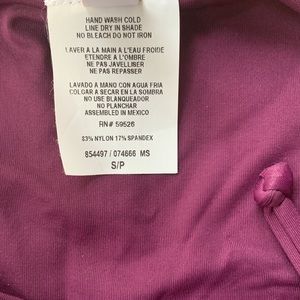 HAND WASH COLD
LINE DRY IN SHADE
NO BLEACH DO NOT IRON
LAVER A LA MAIN A L'EAU FROIDE
ETENDRE A L'OMBRE
NE PAS JAVELLISER
NE PAS REPASSER
LAVADO A MANO CON AGUA FRIA
COLGAR A SECAR EN LA SOMBRA
NO USE BLANQUEADOR
NO PLANCHAR
ASSEMBLED IN MEXICO
RN# 59526
83% NYLON 17% SPANDEX
854497 / 074666 MS
S/P